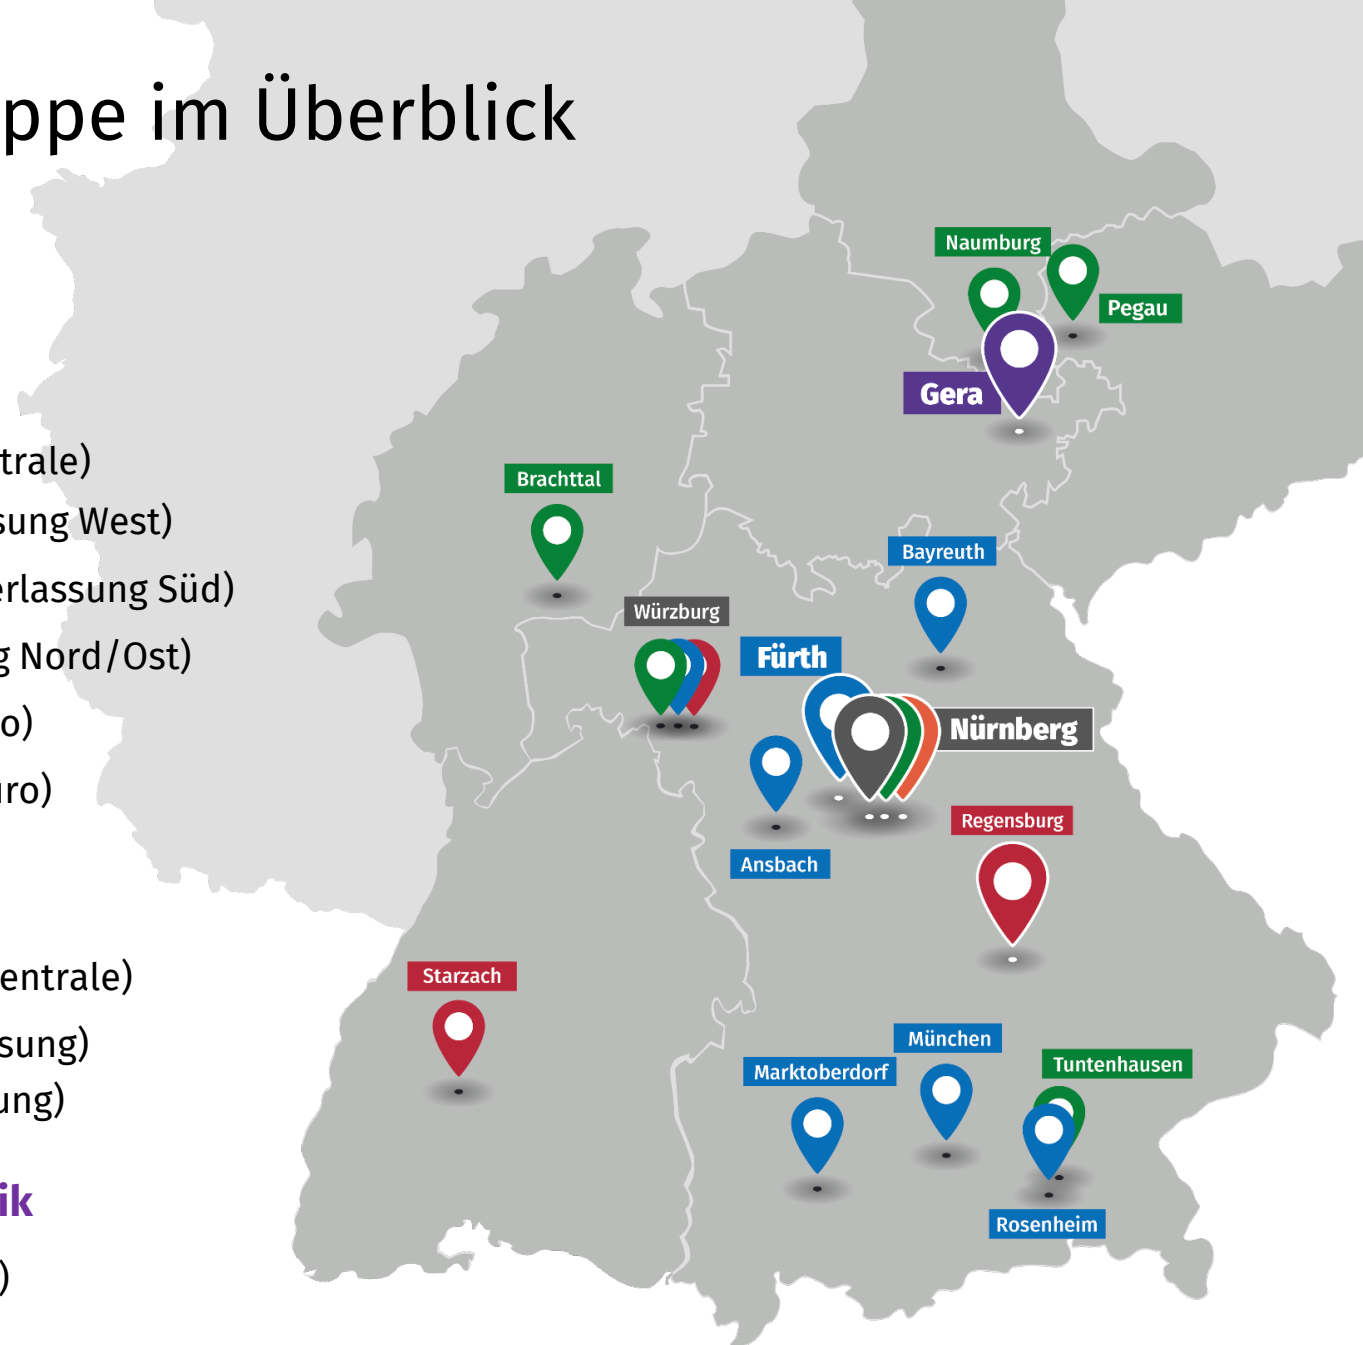 ppe im Überblick
trale)
sung West)
erlassung Süd)
g Nord/Ost)
o)
uro)
entrale)
sung)
ung)
ik
)
Naumburg
Pegau
Gera
Brachttal
Bayreuth
Würzburg
Fürth
Nürnberg
Regensburg
Ansbach
Starzach
München
Marktoberdorf
Tuntenhausen
Rosenheim